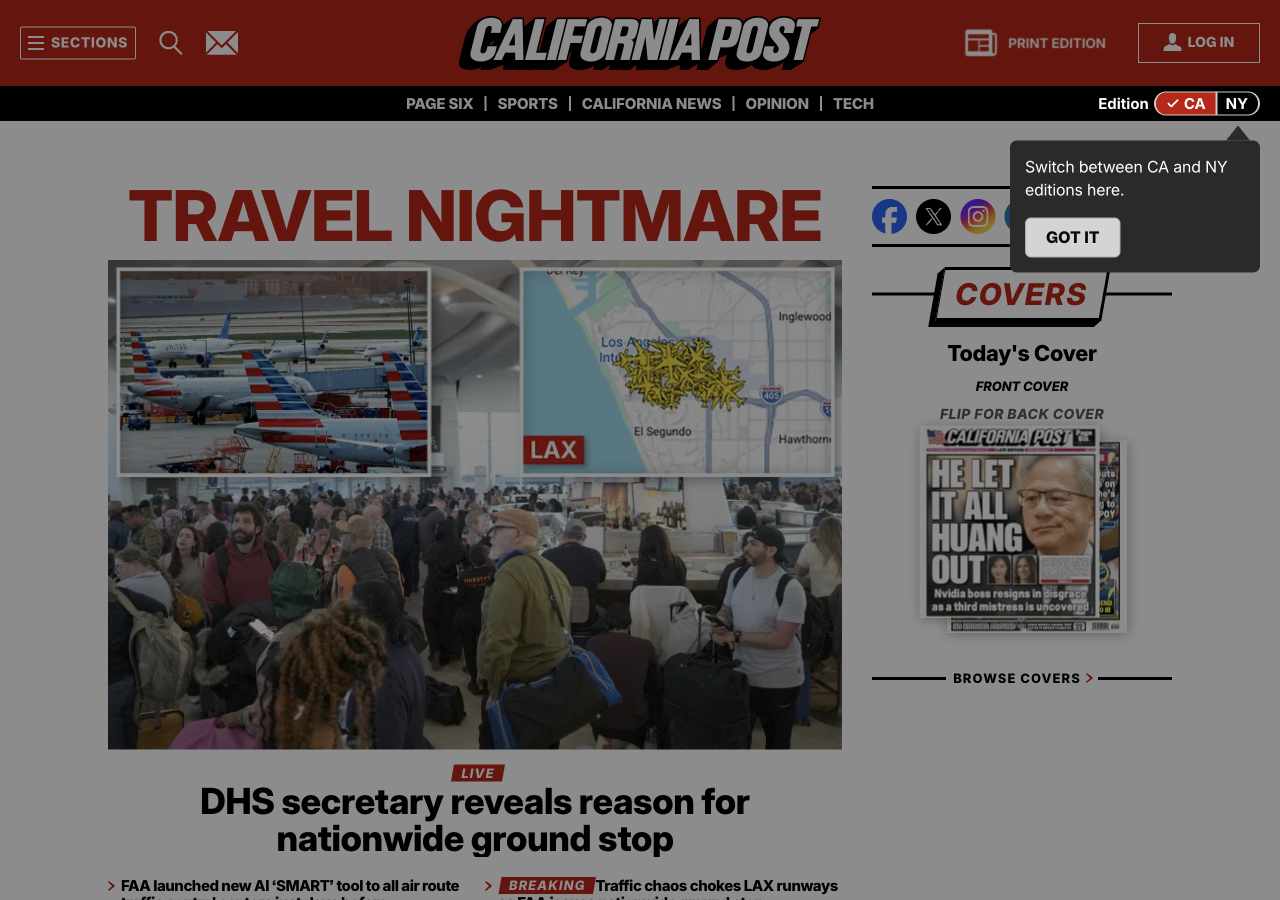 SECTIONS
CALIFORNIA POST
PRINT EDITION
LOG IN
PAGE SIX | SPORTS | CALIFORNIA NEWS | OPINION | TECH
Edition CA NY
Switch between CA and NY
editions here.
GOT IT
TRAVEL NIGHTMARE
Inglewood
Los Angeles
405
El Segundo
Hawthorne
LAX
COVERS
Today's Cover
FRONT COVER
FLIP FOR BACK COVER
CALIFORNIA POST
HE LET
IT ALL
HUANG
OUT
Nvidia boss resigns in disgrace
as a third mistress is uncovered
BROWSE COVERS
LIVE
DHS secretary reveals reason for
nationwide ground stop
FAA launched new AI ‘SMART’ tool to all air route
BREAKING Traffic chaos chokes LAX runways